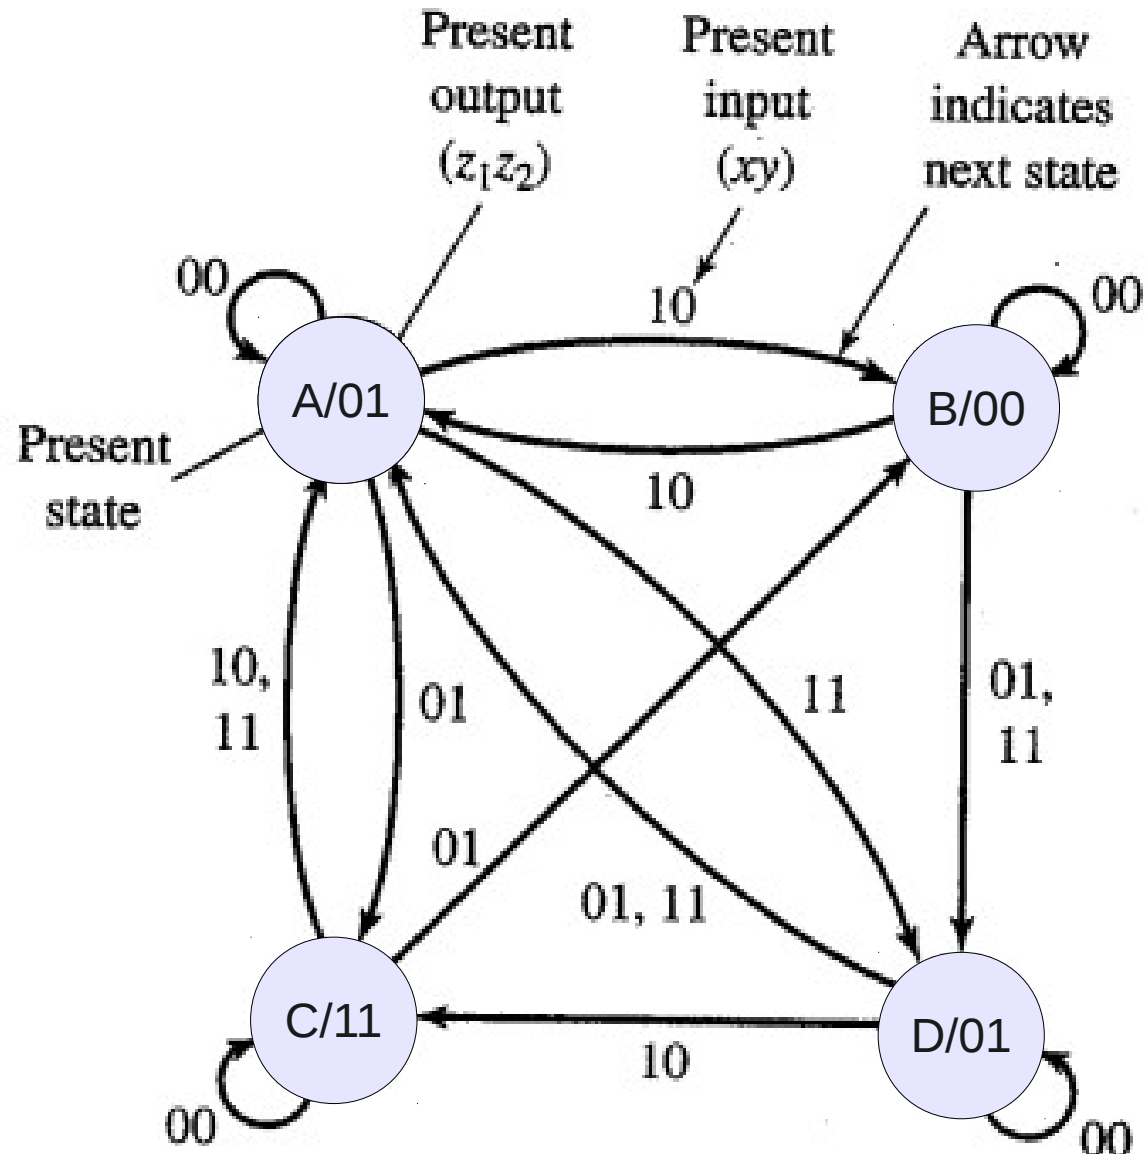 Present
output
(z1z2)
Present
input
(xy)
Arrow
indicates
next state
00
10
00
A/01
B/00
Present
state
10
10,
11
01
11
01,
11
01
01, 11
C/11
D/01
10
00
00